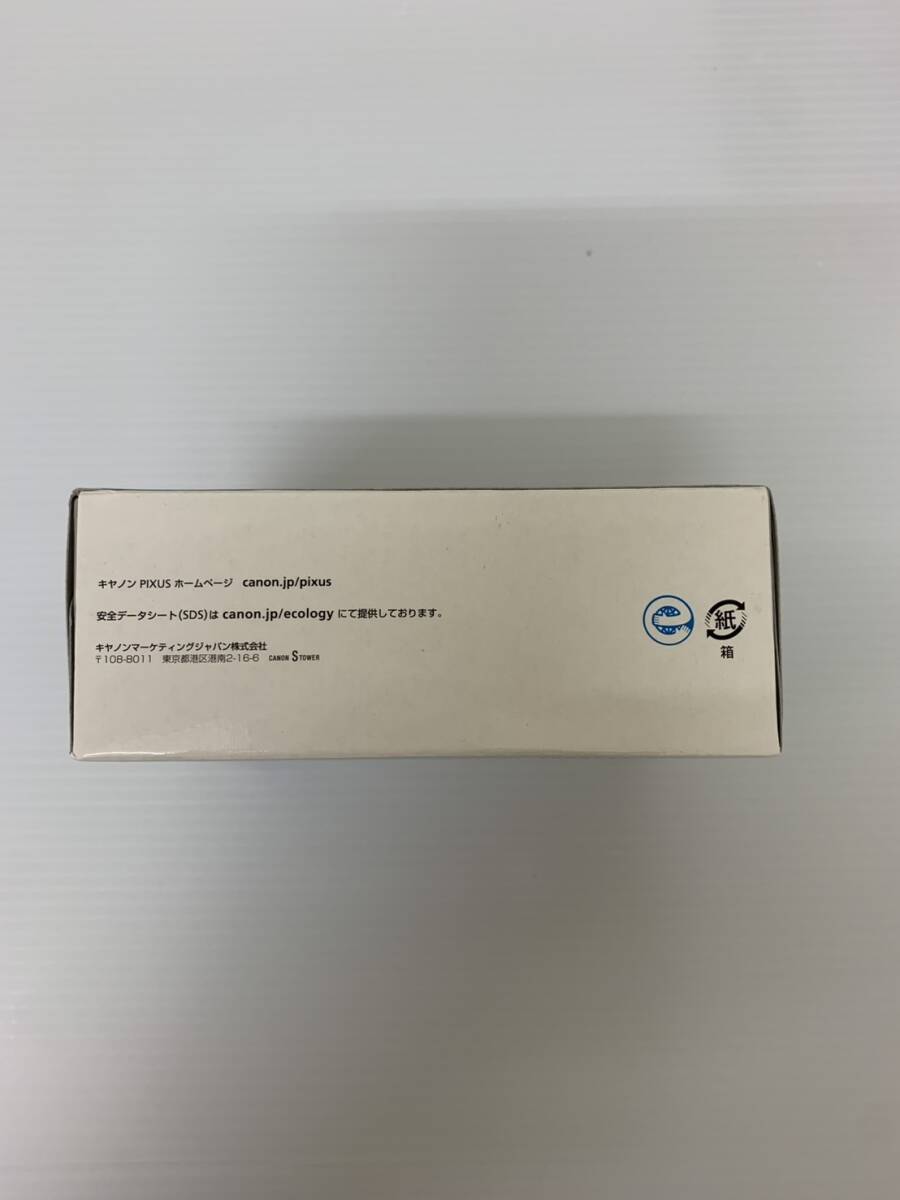 キヤノン PIXUS ホームページ canon.jp/pixus
安全データシート(SDS)は canon.jp/ecology にて提供しております。
キヤノンマーケティングジャパン株式会社
〒108-8011 東京都港区港南2-16-6 CANON S TOWER
紙
箱